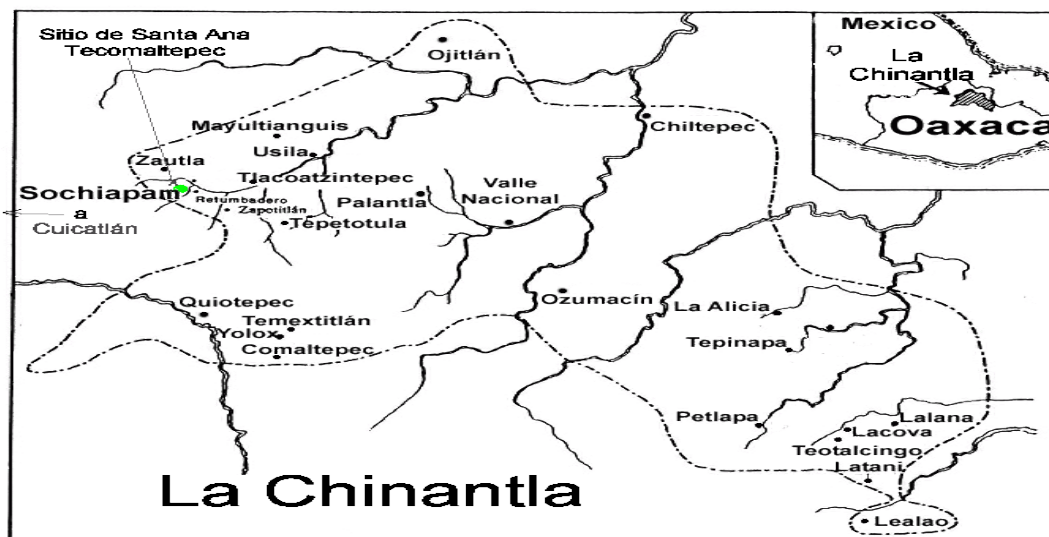 Sitio de Santa Ana
Tecomaltepec
Ojitlán
Mexico
La
Chinantla
Oaxaca
Mayultianguis
Usila
Chiltepec
Zautla
Tlacoatzintepec
Sochiapam
Retumbadero
Zapotitlán
Palantla
Valle
Nacional
a
Cuicatlán
Tepetotula
Quiotepec
Ozumacín
La Alicia
Temextitlán
Yolox
Comaltepec
Tepinapa
Petlapa
Lalana
Lacova
Teotalcingo
Latani
La Chinantla
Lealao